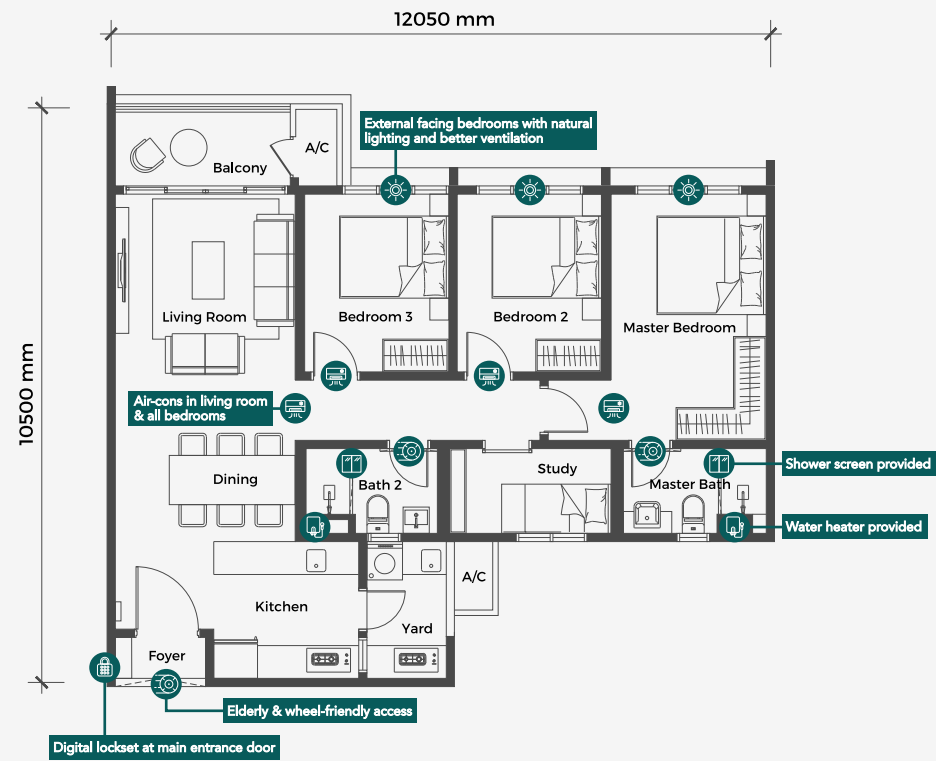 12050 mm
10500 mm
External facing bedrooms with natural
lighting and better ventilation
A/C
Balcony
Living Room
Bedroom 3
Bedroom 2
Master Bedroom
Air-cons in living room
& all bedrooms
Dining
Bath 2
Study
Master Bath
Shower screen provided
Water heater provided
A/C
Kitchen
Yard
Foyer
Elderly & wheel-friendly access
Digital lockset at main entrance door